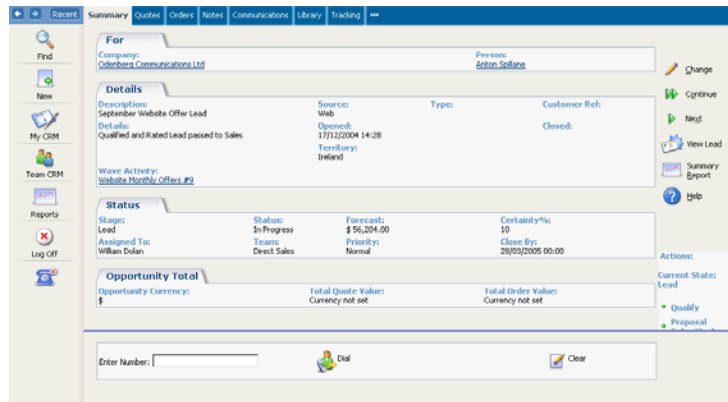 Recent Summary Quotes Orders Notes Communications Library Tracking
Find
New
My CRM
Team CRM
Reports
Log Off
For
Company: Person:
Odenberg Communications Ltd Anton Spillane
Details
Description: Source: Type: Customer Ref:
September Website Offer Lead Web
Details: Opened: Closed:
Qualified and Rated Lead passed to Sales 17/12/2004 14:28
Territory:
Ireland
Wave Activity:
Website Monthly Offers #9
Status
Stage: Status: Forecast: Certainty%:
Lead In Progress $ 56,204.00 10
Assigned To: Team: Priority: Close By:
William Dolan Direct Sales Normal 28/03/2005 00:00
Opportunity Total
Opportunity Currency: Total Quote Value: Total Order Value:
$ Currency not set Currency not set
Enter Number: Dial Clear
Change
Continue
Next
View Lead
Summary
Report
Help
Actions:
Current State:
Lead
Qualify
Proposal